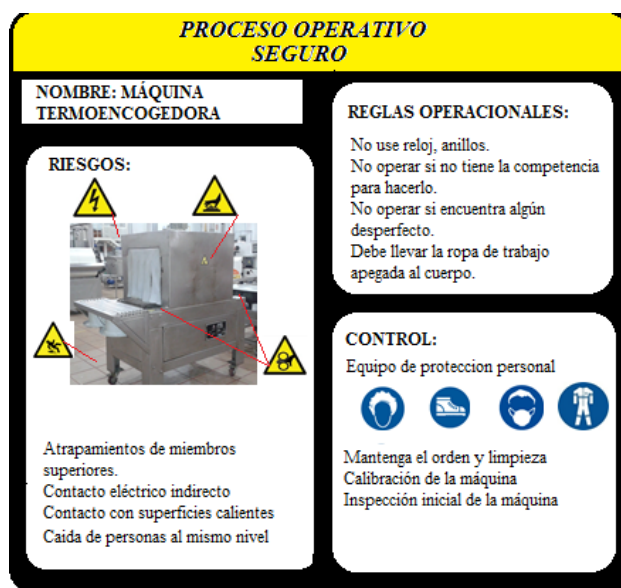 PROCESO OPERATIVO
SEGURO
NOMBRE: MÁQUINA
TERMOENCOGEDORA
RIESGOS:
A
Atrapamientos de miembros
superiores.
Contacto eléctrico indirecto
Contacto con superficies calientes
Caida de personas al mismo nivel
REGLAS OPERACIONALES:
No use reloj, anillos.
No operar si no tiene la competencia
para hacerlo.
No operar si encuentra algún
desperfecto.
Debe llevar la ropa de trabajo
apegada al cuerpo.
CONTROL:
Equipo de proteccion personal
Mantenga el orden y limpieza
Calibración de la máquina
Inspección inicial de la máquina